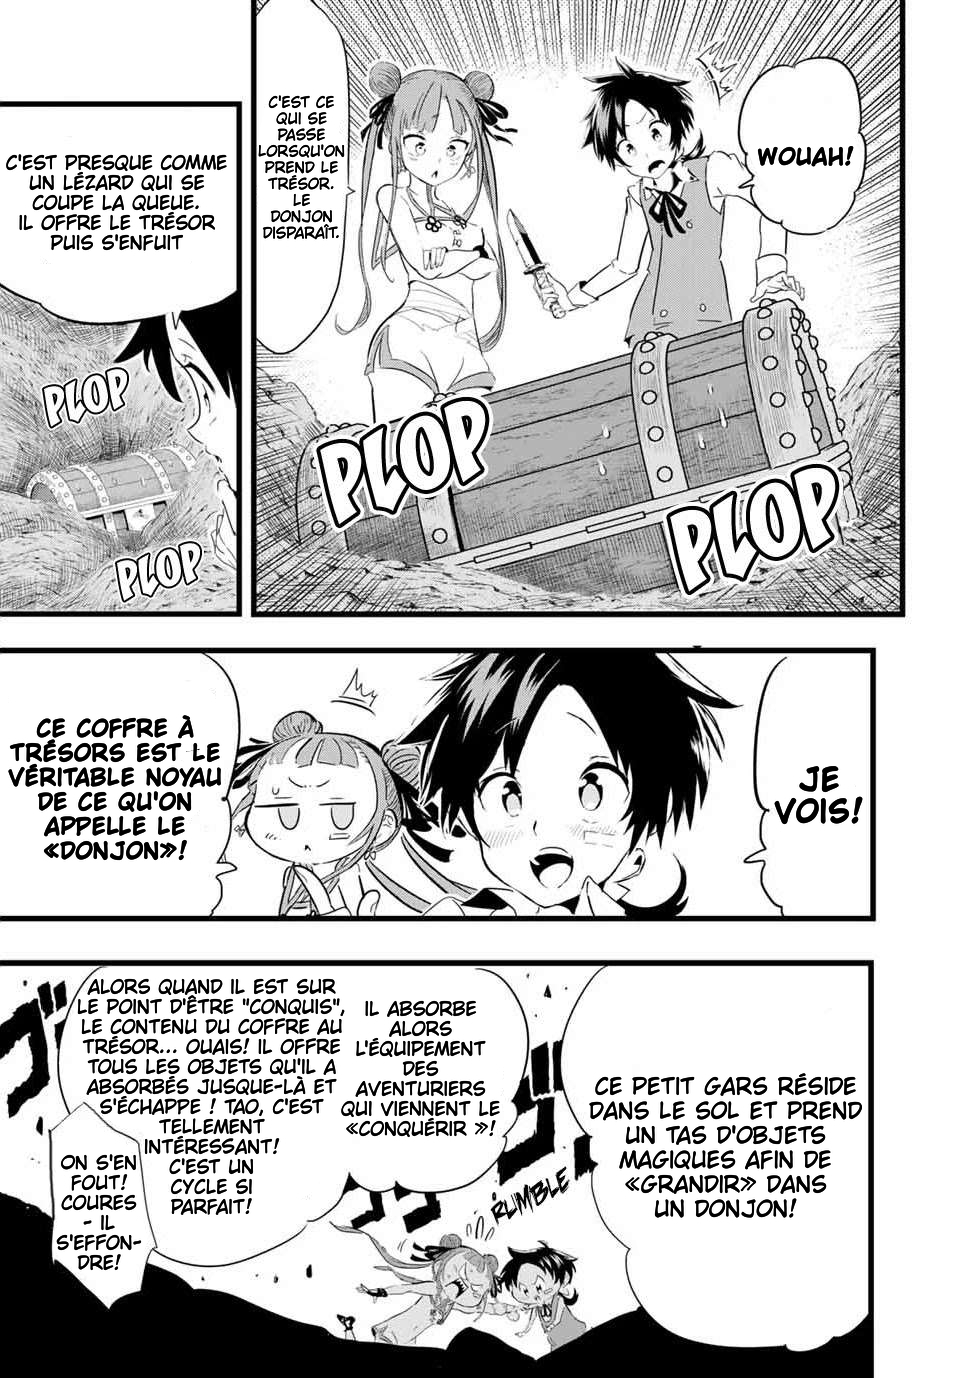 WOUAH!
C'EST CE
QUI SE
PASSE
LORSQU'ON
PREND LE
TRÉSOR.
LE
DONJON
DISPARAÎT.
PLOP
PLOP
C'EST PRESQUE COMME
UN LÉZARD QUI SE
COUPE LA QUEUE.
IL OFFRE LE TRÉSOR
PUIS S'ENFUIT
PLOP
PLOP
JE
VOIS!
CE COFFRE À
TRÉSORS EST LE
VÉRITABLE NOYAU
DE CE QU'ON
APPELLE LE
«DONJON»!
CE PETIT GARS RÉSIDE
DANS LE SOL ET PREND
UN TAS D'OBJETS
MAGIQUES AFIN DE
«GRANDIR» DANS
UN DONJON!
IL ABSORBE
ALORS
L'ÉQUIPEMENT
DES
AVENTURIERS
QUI VIENNENT LE
«CONQUÉRIR »!
ALORS QUAND IL EST SUR
LE POINT D'ÊTRE "CONQUIS",
LE CONTENU DU COFFRE AU
TRÉSOR... OUAIS! IL OFFRE
TOUS LES OBJETS QU'IL A
ABSORBÉS JUSQUE-LÀ ET
S'ÉCHAPPE ! TAO, C'EST
TELLEMENT
INTÉRESSANT!
C'EST UN
CYCLE SI
PARFAIT!
ON S'EN
FOUT!
COURES
- IL
S'EFFON-
DRE!
RUMBLE
ゴゴゴゴ